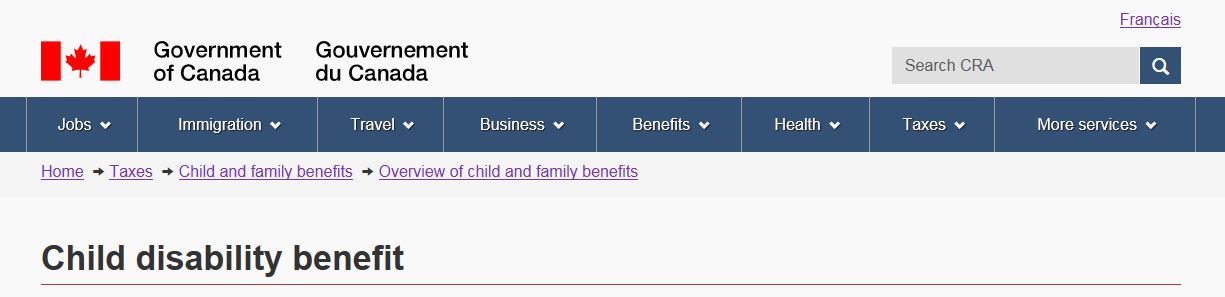 Français
Government of Canada
Gouvernement du Canada
Search CRA
Jobs Immigration Travel Business Benefits Health Taxes More services
Home Taxes Child and family benefits Overview of child and family benefits
Child disability benefit